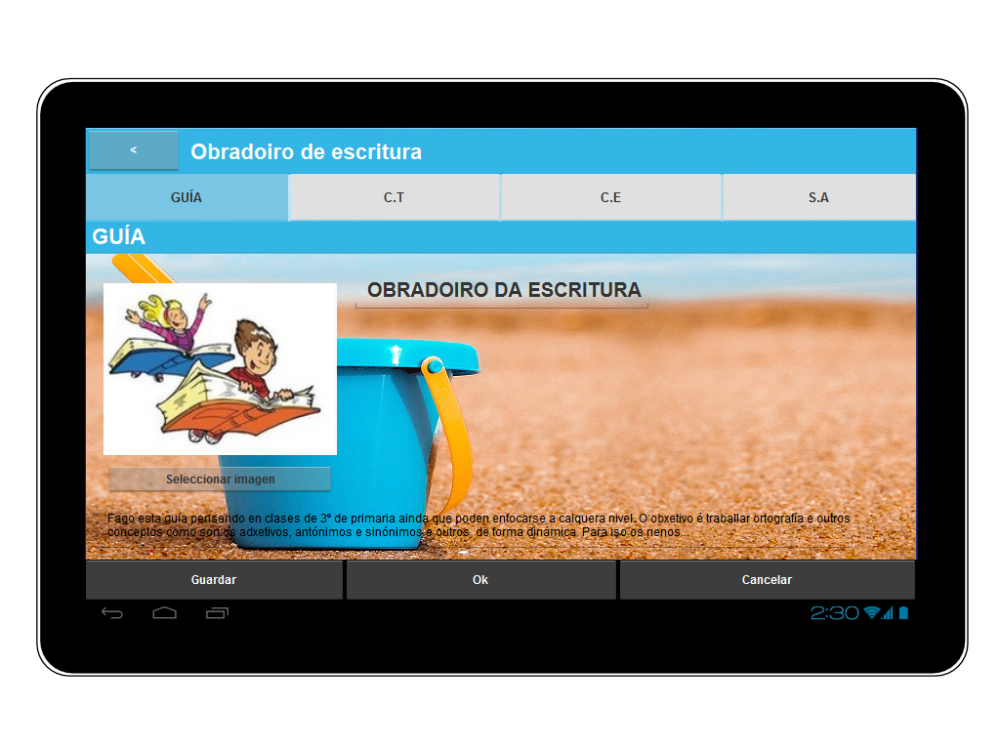 <
Obradoiro de escritura
GUÍA
C.T
C.E
S.A
GUÍA
OBRADOIRO DA ESCRITURA
Seleccionar imagen
Fago esta guía pensando en clases de 3º de primaria ainda que poden enfocarse a calquera nivel. O obxetivo é traballar ortografía e outros
conceptos como son os adxetivos, antónimos e sinónimos e outros, de forma dinámica. Para iso os nenos...
Guardar
Ok
Cancelar
2:30